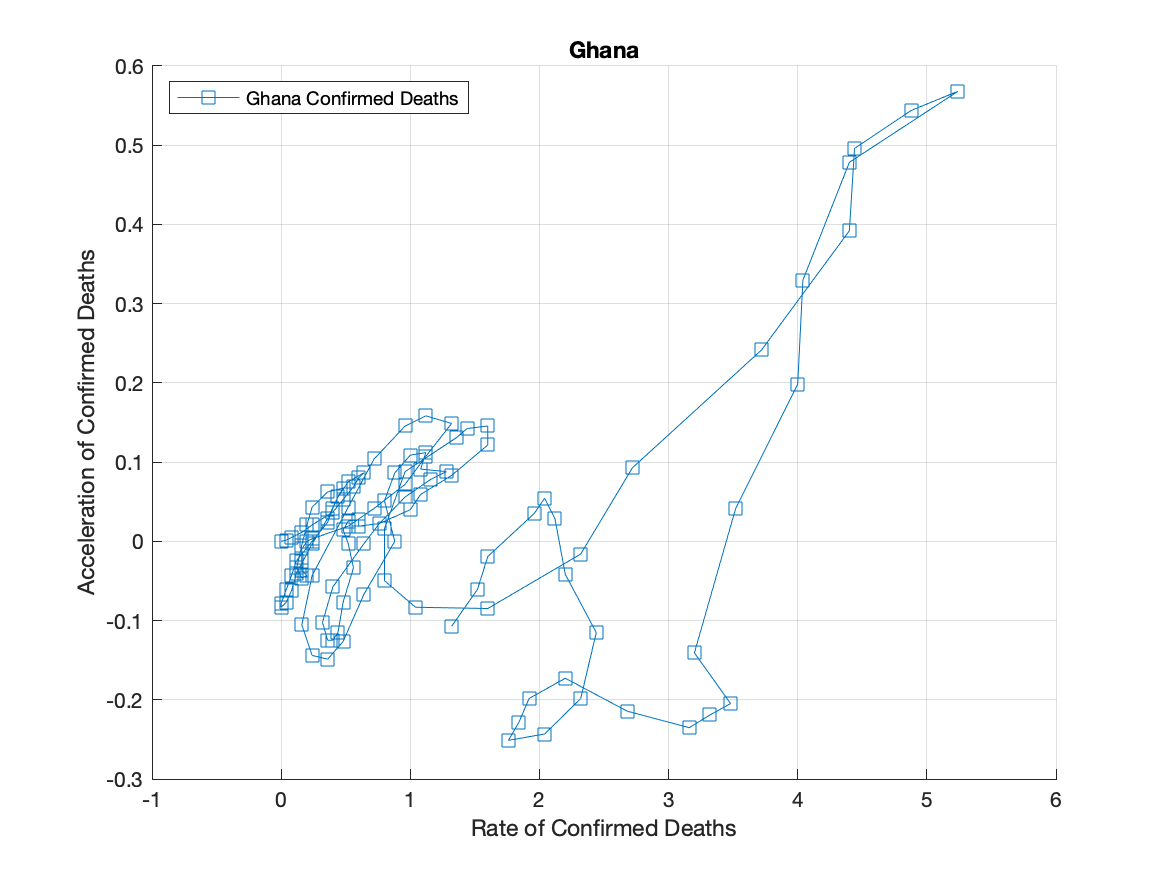 Ghana
Ghana Confirmed Deaths
0.6
0.5
0.4
0.3
0.2
0.1
0
-0.1
-0.2
-0.3
Acceleration of Confirmed Deaths
-1 0 1 2 3 4 5 6
Rate of Confirmed Deaths